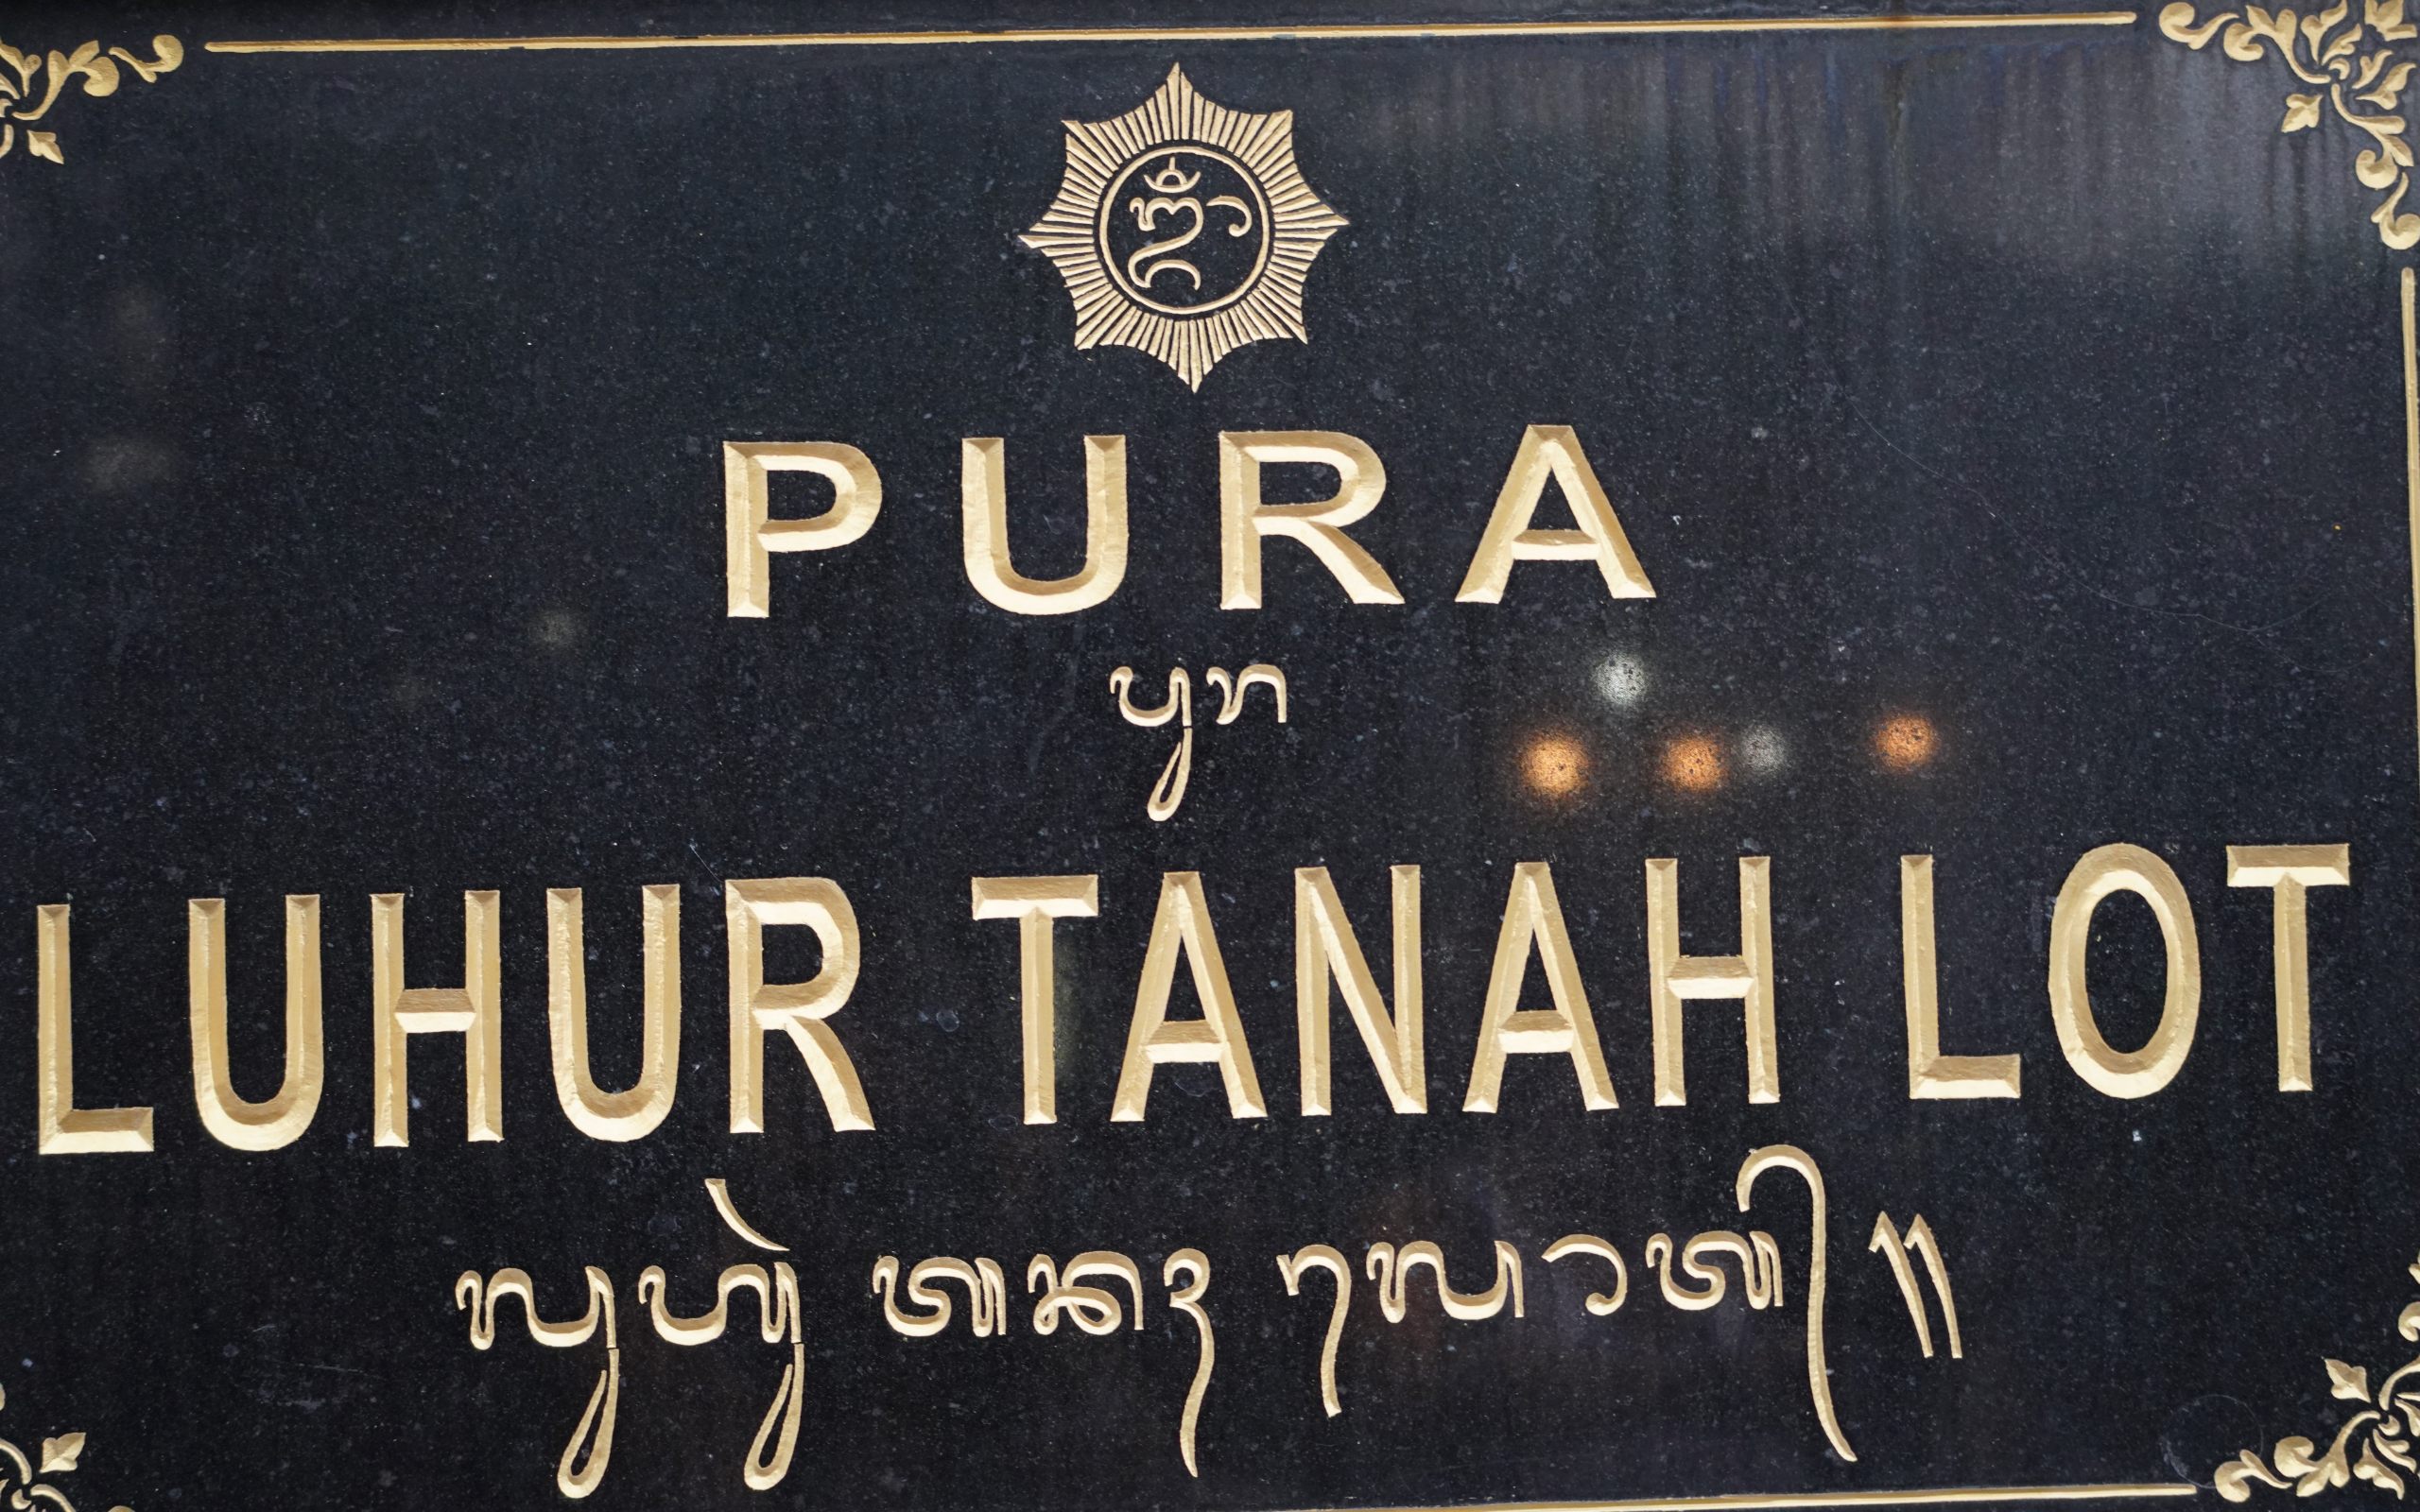 ᬒᬁ
PURA
ᬧᬸᬭ
LUHUR TANAH LOT
ᬮᬸᬳᬸᬃ ᬢᬦᬄ ᬮᭀᬢ᭄᭟